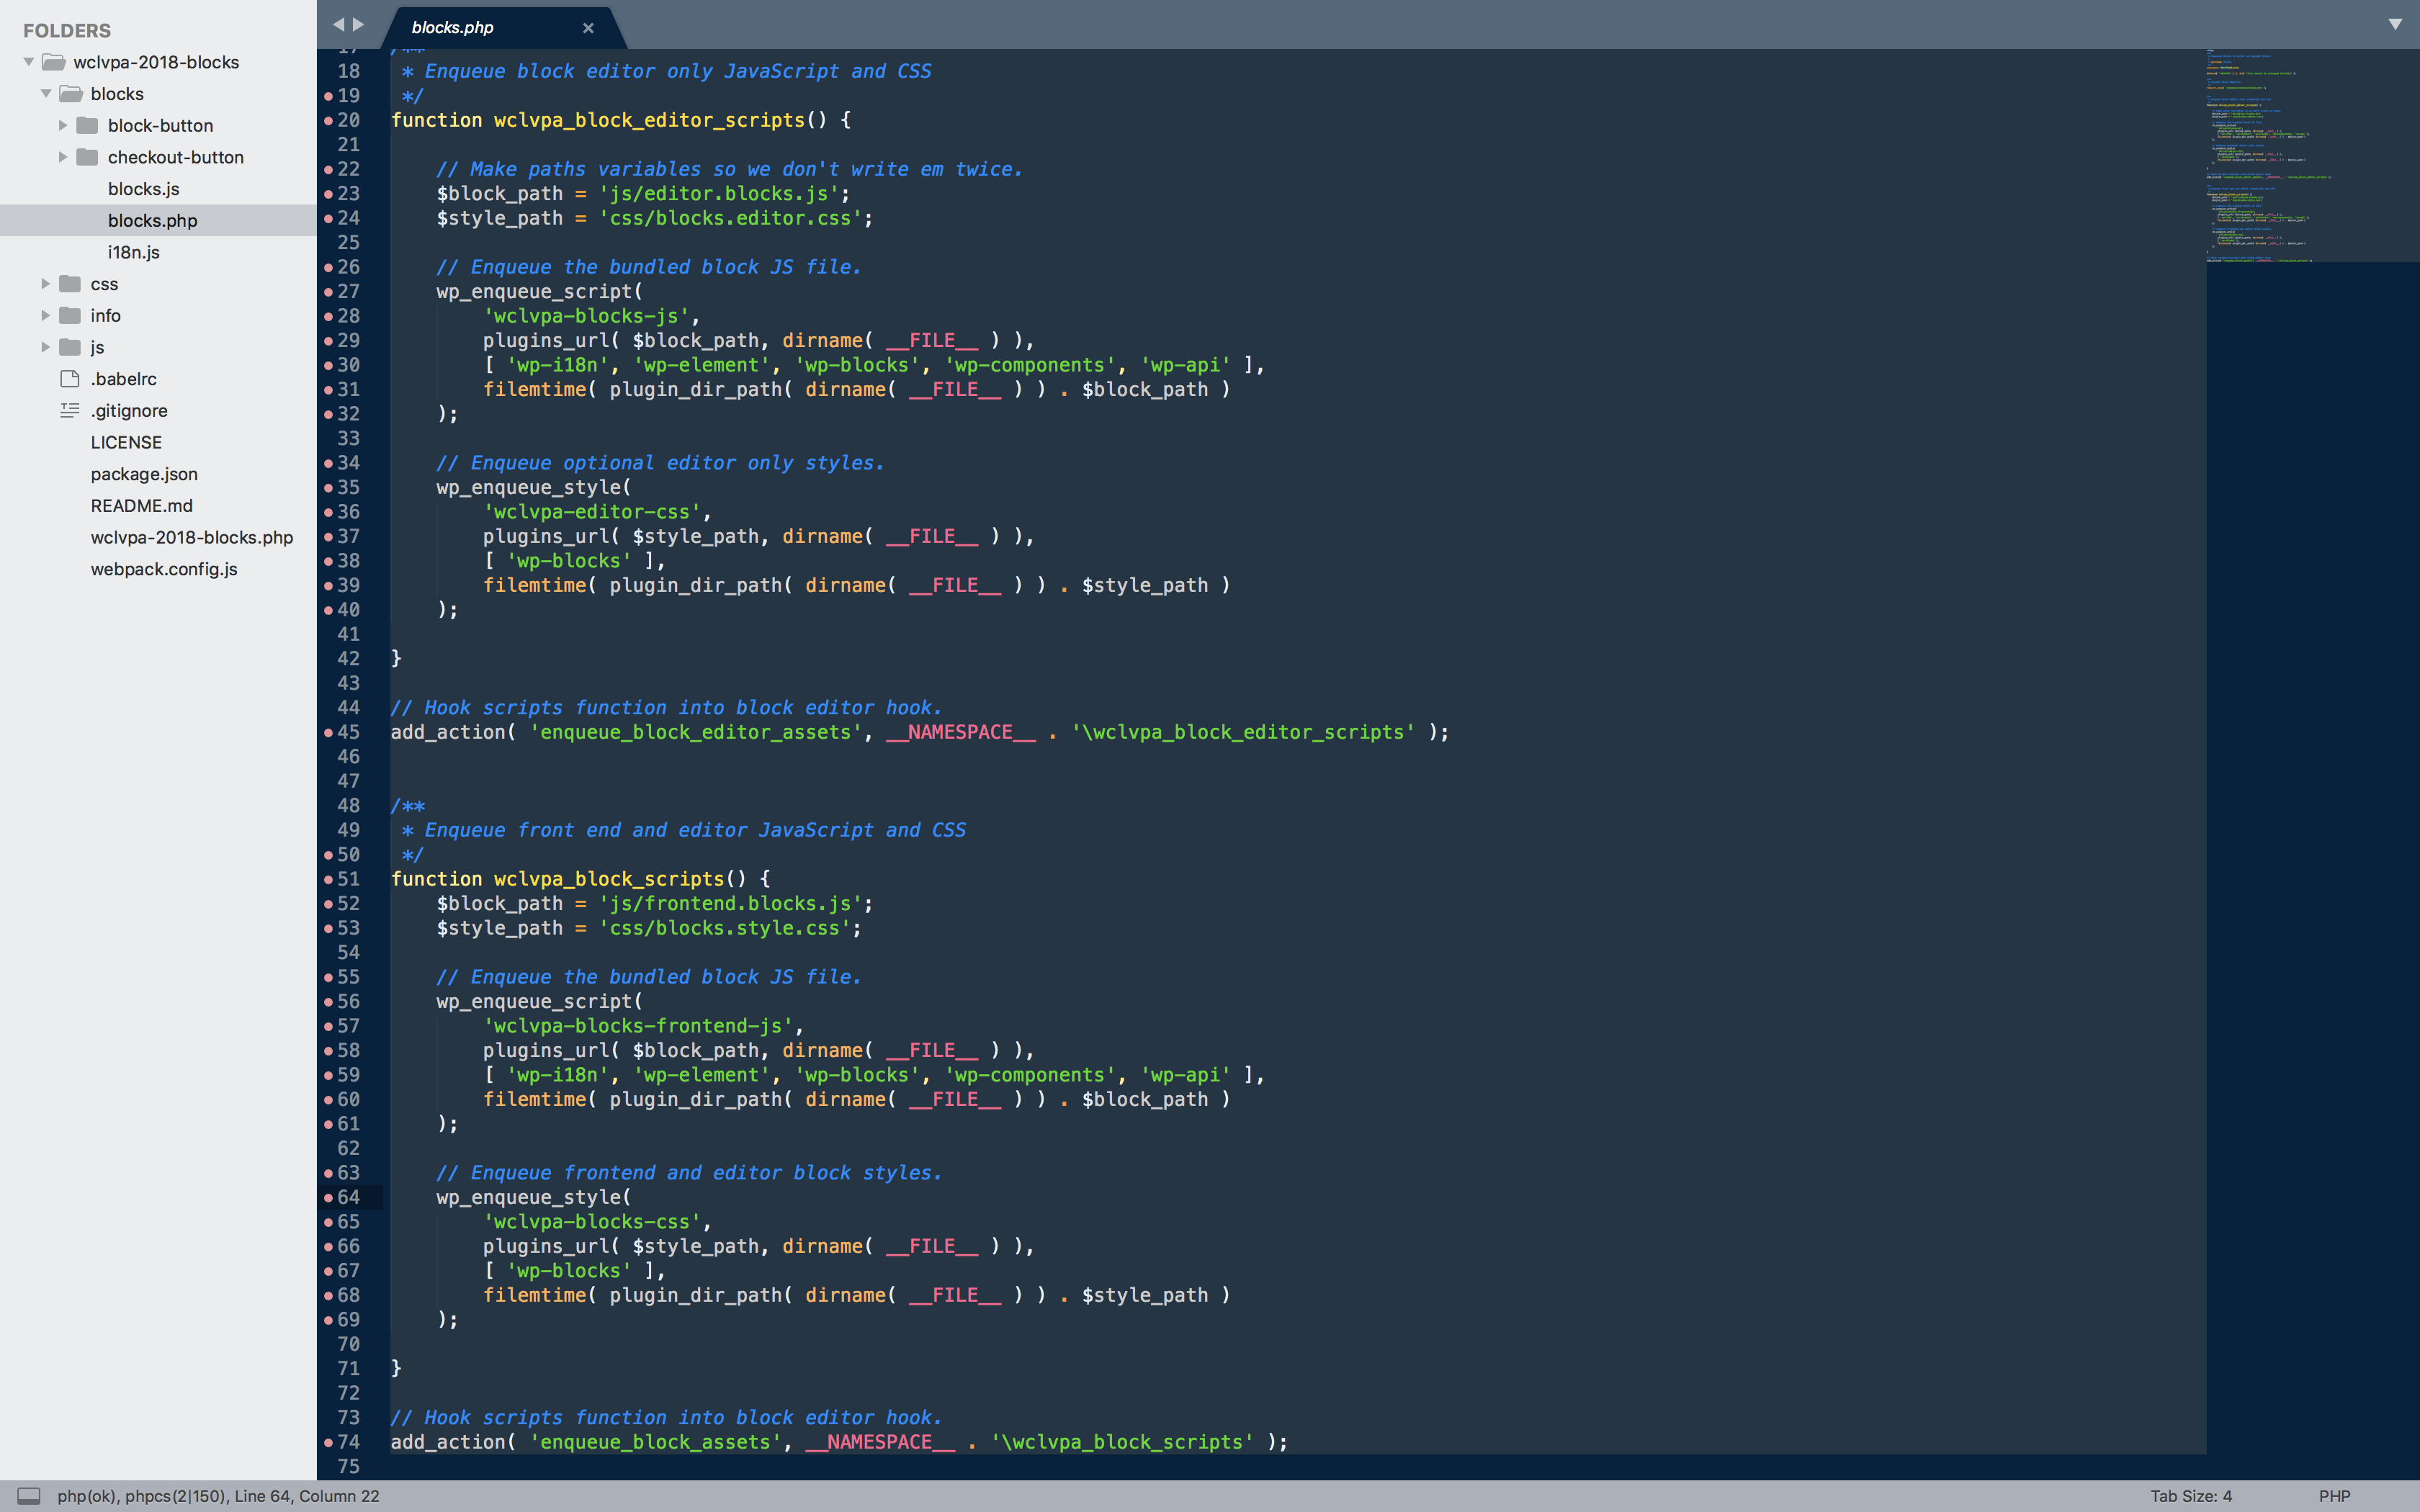 FOLDERS
wclvpa-2018-blocks
blocks
block-button
checkout-button
blocks.js
blocks.php
i18n.js
css
info
js
.babelrc
.gitignore
LICENSE
package.json
README.md
wclvpa-2018-blocks.php
webpack.config.js
blocks.php ×
17 /**
18  * Enqueue block editor only JavaScript and CSS
19  */
20 function wclvpa_block_editor_scripts() {
21
22     // Make paths variables so we don't write em twice.
23     $block_path = 'js/editor.blocks.js';
24     $style_path = 'css/blocks.editor.css';
25
26     // Enqueue the bundled block JS file.
27     wp_enqueue_script(
28         'wclvpa-blocks-js',
29         plugins_url( $block_path, dirname( __FILE__ ) ),
30         [ 'wp-i18n', 'wp-element', 'wp-blocks', 'wp-components', 'wp-api' ],
31         filemtime( plugin_dir_path( dirname( __FILE__ ) ) . $block_path )
32     );
33
34     // Enqueue optional editor only styles.
35     wp_enqueue_style(
36         'wclvpa-editor-css',
37         plugins_url( $style_path, dirname( __FILE__ ) ),
38         [ 'wp-blocks' ],
39         filemtime( plugin_dir_path( dirname( __FILE__ ) ) . $style_path )
40     );
41
42 }
43
44 // Hook scripts function into block editor hook.
45 add_action( 'enqueue_block_editor_assets', __NAMESPACE__ . '\wclvpa_block_editor_scripts' );
46
47
48 /**
49  * Enqueue front end and editor JavaScript and CSS
50  */
51 function wclvpa_block_scripts() {
52     $block_path = 'js/frontend.blocks.js';
53     $style_path = 'css/blocks.style.css';
54
55     // Enqueue the bundled block JS file.
56     wp_enqueue_script(
57         'wclvpa-blocks-frontend-js',
58         plugins_url( $block_path, dirname( __FILE__ ) ),
59         [ 'wp-i18n', 'wp-element', 'wp-blocks', 'wp-components', 'wp-api' ],
60         filemtime( plugin_dir_path( dirname( __FILE__ ) ) . $block_path )
61     );
62
63     // Enqueue frontend and editor block styles.
64     wp_enqueue_style(
65         'wclvpa-blocks-css',
66         plugins_url( $style_path, dirname( __FILE__ ) ),
67         [ 'wp-blocks' ],
68         filemtime( plugin_dir_path( dirname( __FILE__ ) ) . $style_path )
69     );
70
71 }
72
73 // Hook scripts function into block editor hook.
74 add_action( 'enqueue_block_assets', __NAMESPACE__ . '\wclvpa_block_scripts' );
75
php(ok), phpcs(2|150), Line 64, Column 22
Tab Size: 4
PHP